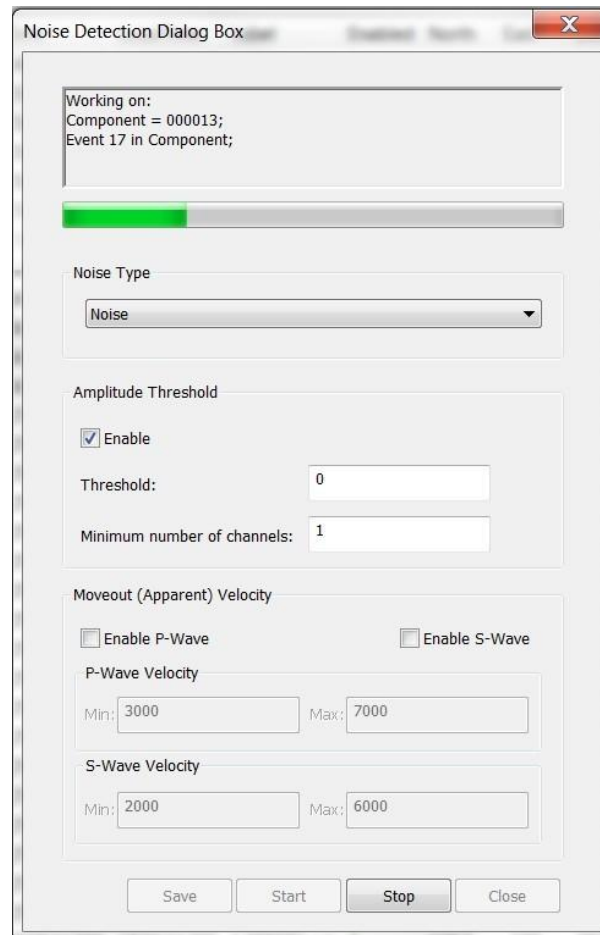 Noise Detection Dialog Box
Enabled North
Working on:
Component = 000013;
Event 17 in Component;
Noise Type
Noise
Amplitude Threshold
Enable
Threshold: 0
Minimum number of channels: 1
Moveout (Apparent) Velocity
Enable P-Wave Enable S-Wave
P-Wave Velocity
Min: 3000 Max: 7000
S-Wave Velocity
Min: 2000 Max: 6000
Save Start Stop Close